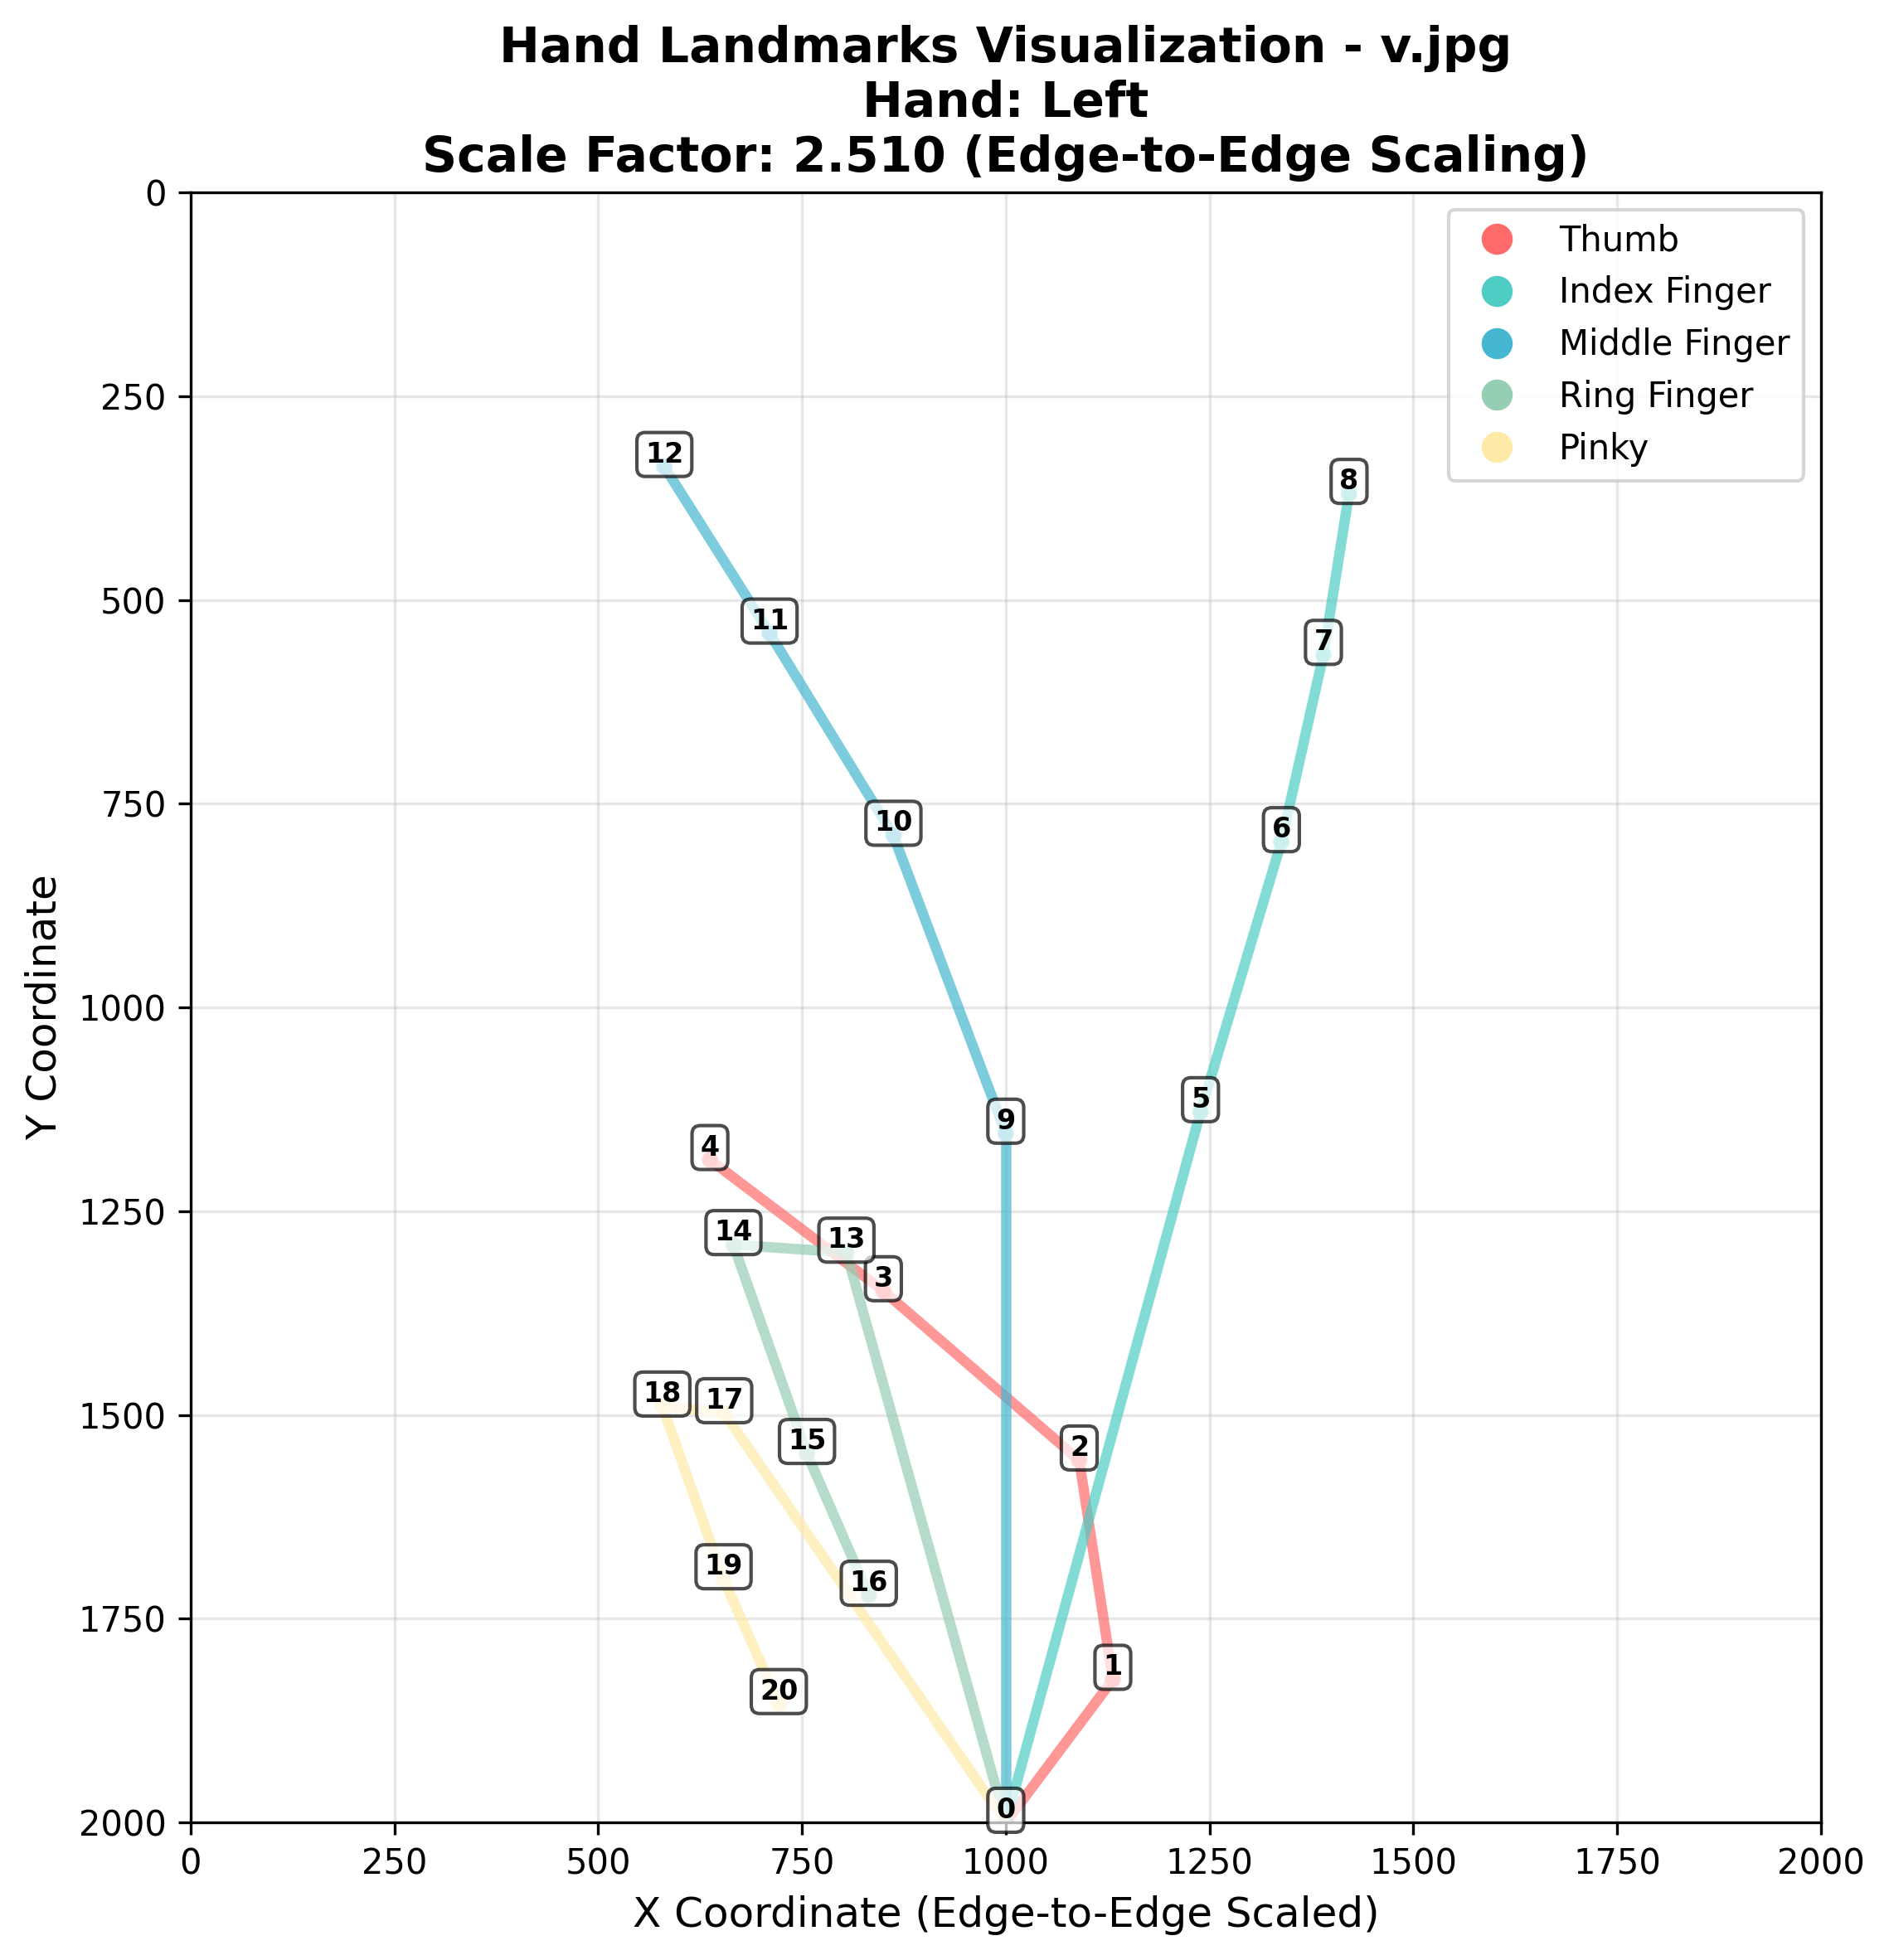 Hand Landmarks Visualization - v.jpg
Hand: Left
Scale Factor: 2.510 (Edge-to-Edge Scaling)
0
250
500
750
1000
1250
1500
1750
2000
Y Coordinate
Thumb
Index Finger
Middle Finger
Ring Finger
Pinky
12
8
11
7
10
6
5
9
4
14
13
3
18
17
15
2
19
16
1
20
0
0 250 500 750 1000 1250 1500 1750 2000
X Coordinate (Edge-to-Edge Scaled)